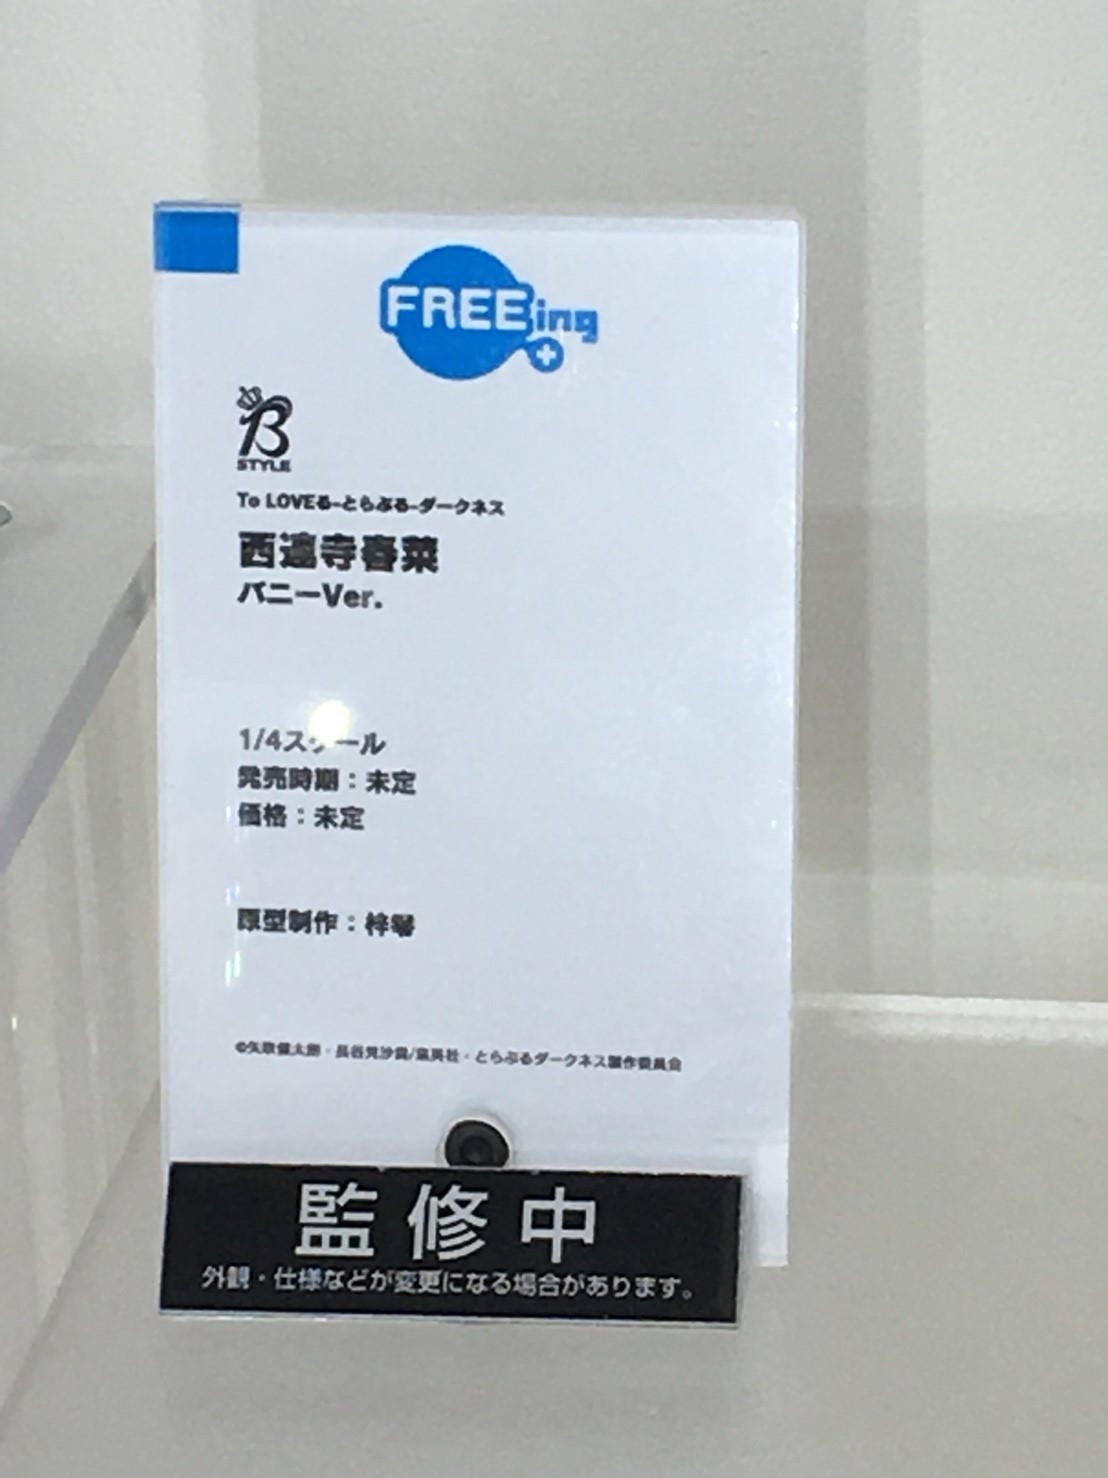 FREEing
B
STYLE
To LOVEる-とらぶる-ダークネス
西連寺春菜
バニーVer.
1/4スケール
発売時期：未定
価格：未定
原型制作：梓琴
©矢吹健太朗・長谷見沙貴/集英社・とらぶるダークネス製作委員会
監修中
外観・仕様などが変更になる場合があります。